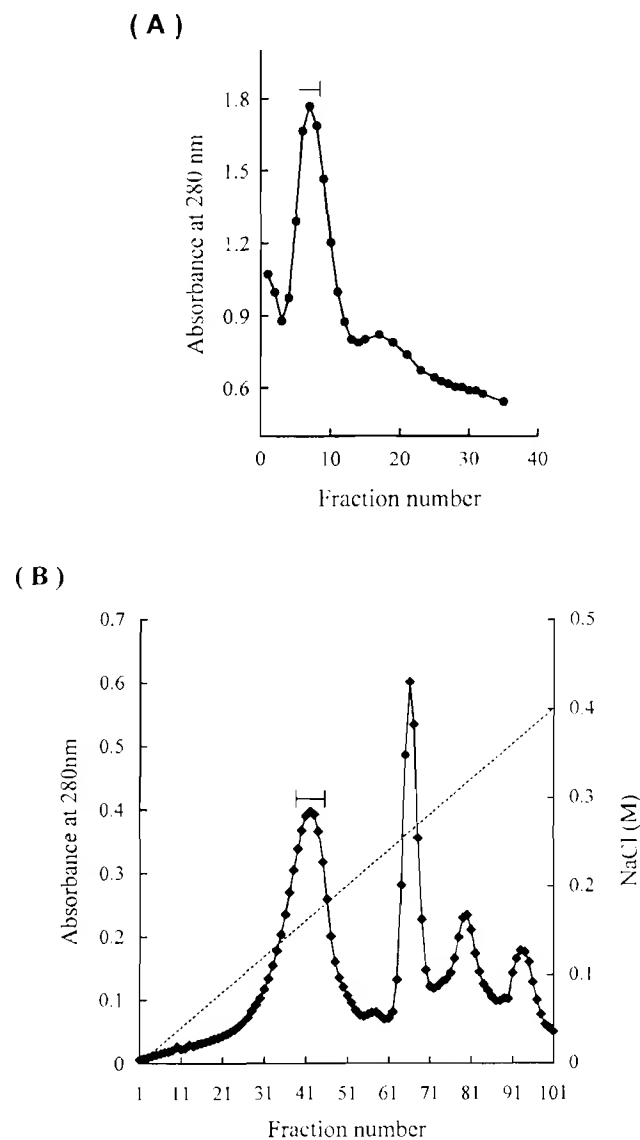 ( A )
Absorbance at 280 nm
1.8
1.5
1.2
0.9
0.6
0 10 20 30 40
Fraction number
( B )
Absorbance at 280nm
0.7
0.6
0.5
0.4
0.3
0.2
0.1
0
0.5
0.4
0.3
0.2
0.1
0
NaCl (M)
1 11 21 31 41 51 61 71 81 91 101
Fraction number